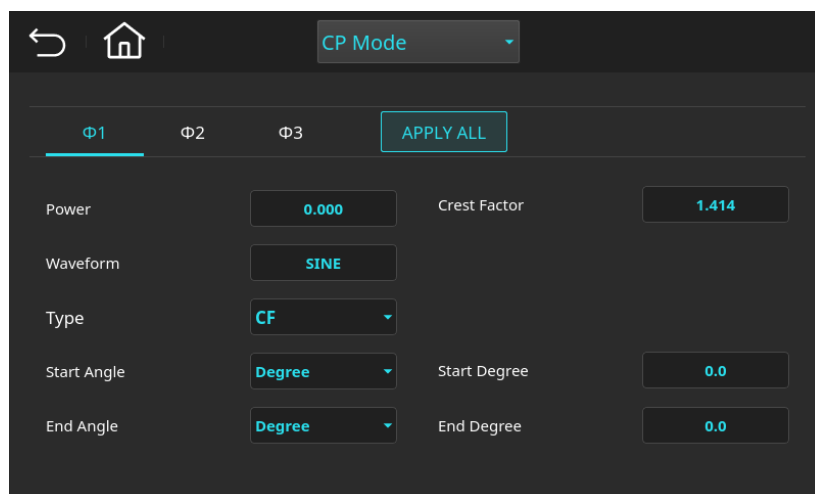 CP Mode
Φ1 Φ2 Φ3 APPLY ALL
Power 0.000 Crest Factor 1.414
Waveform SINE
Type CF
Start Angle Degree Start Degree 0.0
End Angle Degree End Degree 0.0